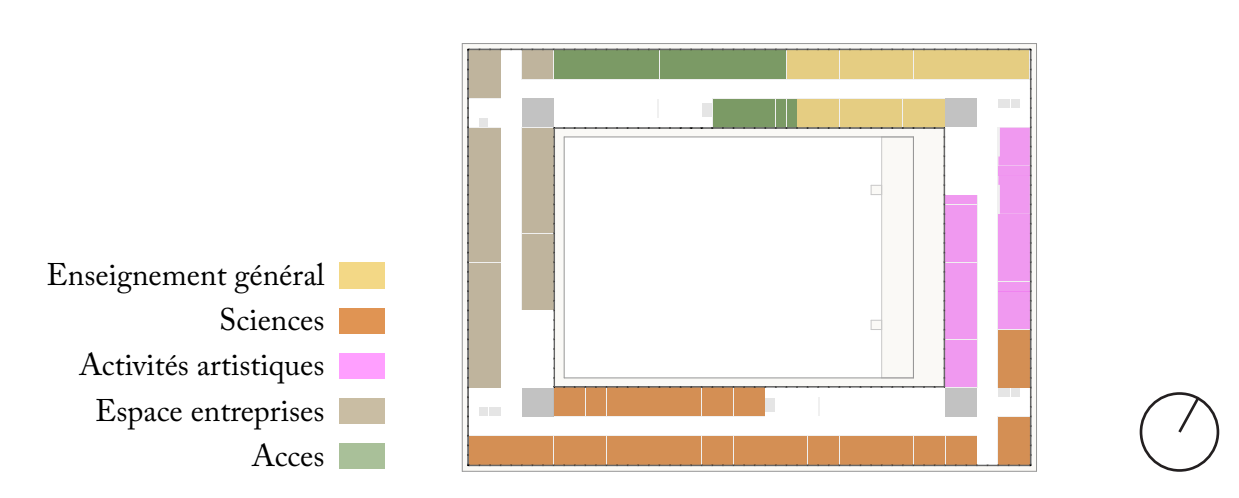 Enseignement général
Sciences
Activités artistiques
Espace entreprises
Acces